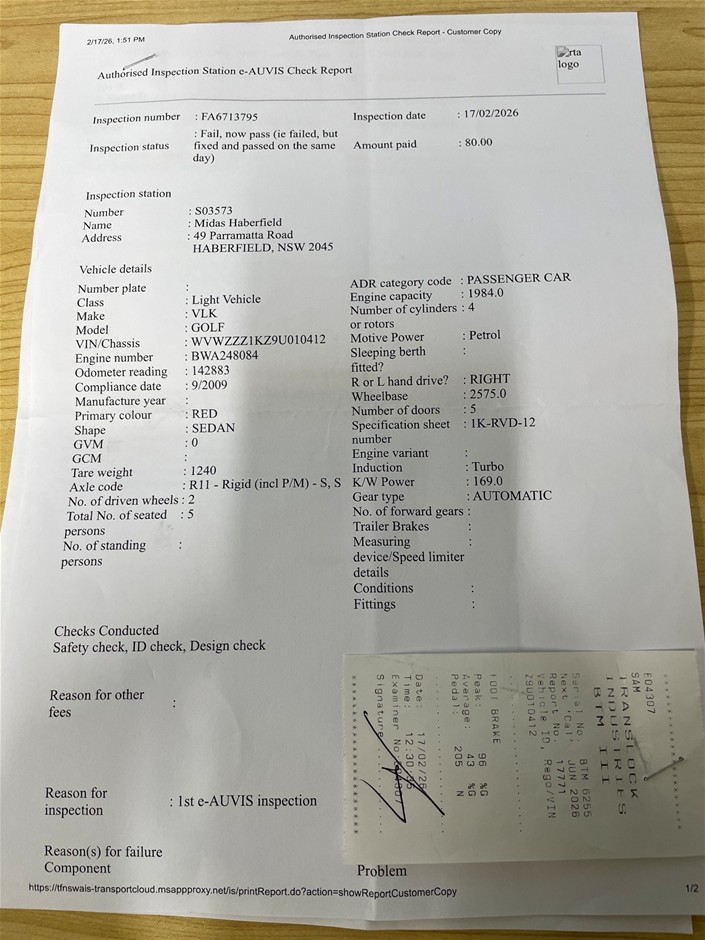 2/17/26, 1:51 PM
Authorised Inspection Station Check Report - Customer Copy
Authorised Inspection Station e-AUVIS Check Report
rta logo
Inspection number : FA6713795
Inspection date : 17/02/2026
Inspection status : Fail, now pass (ie failed, but fixed and passed on the same day)
Amount paid : 80.00
Inspection station
Number : S03573
Name : Midas Haberfield
Address : 49 Parramatta Road
HABERFIELD, NSW 2045
Vehicle details
Number plate :
Class : Light Vehicle
Make : VLK
Model : GOLF
VIN/Chassis : WVWZZZ1KZ9U010412
Engine number : BWA248084
Odometer reading : 142883
Compliance date : 9/2009
Manufacture year :
Primary colour : RED
Shape : SEDAN
GVM : 0
GCM :
Tare weight : 1240
Axle code : R11 - Rigid (incl P/M) - S, S
No. of driven wheels : 2
Total No. of seated persons : 5
No. of standing persons :
ADR category code : PASSENGER CAR
Engine capacity : 1984.0
Number of cylinders or rotors : 4
Motive Power : Petrol
Sleeping berth fitted? :
R or L hand drive? : RIGHT
Wheelbase : 2575.0
Number of doors : 5
Specification sheet number : 1K-RVD-12
Engine variant :
Induction : Turbo
K/W Power : 169.0
Gear type : AUTOMATIC
No. of forward gears :
Trailer Brakes :
Measuring device/Speed limiter details :
Conditions :
Fittings :
Checks Conducted
Safety check, ID check, Design check
Reason for other fees :
Reason for inspection : 1st e-AUVIS inspection
Reason(s) for failure
Component
Problem
https://tfnswais-transportcloud.msappproxy.net/is/printReport.do?action=showReportCustomerCopy
1/2
E04307
SAM
TRANSLOCK
INDUSTRIES
BTM III
Serial No. BTM 6255
Next Cal. JUN 2026
Report No. 17771
Vehicle ID, Rego/VIN
Z9U010412
FOOT BRAKE
Peak: 96 %G
Average: 43 %G
Pedal: 205 N
Date: 17/02/26
Time: 12:30
Examiner No.
Signature